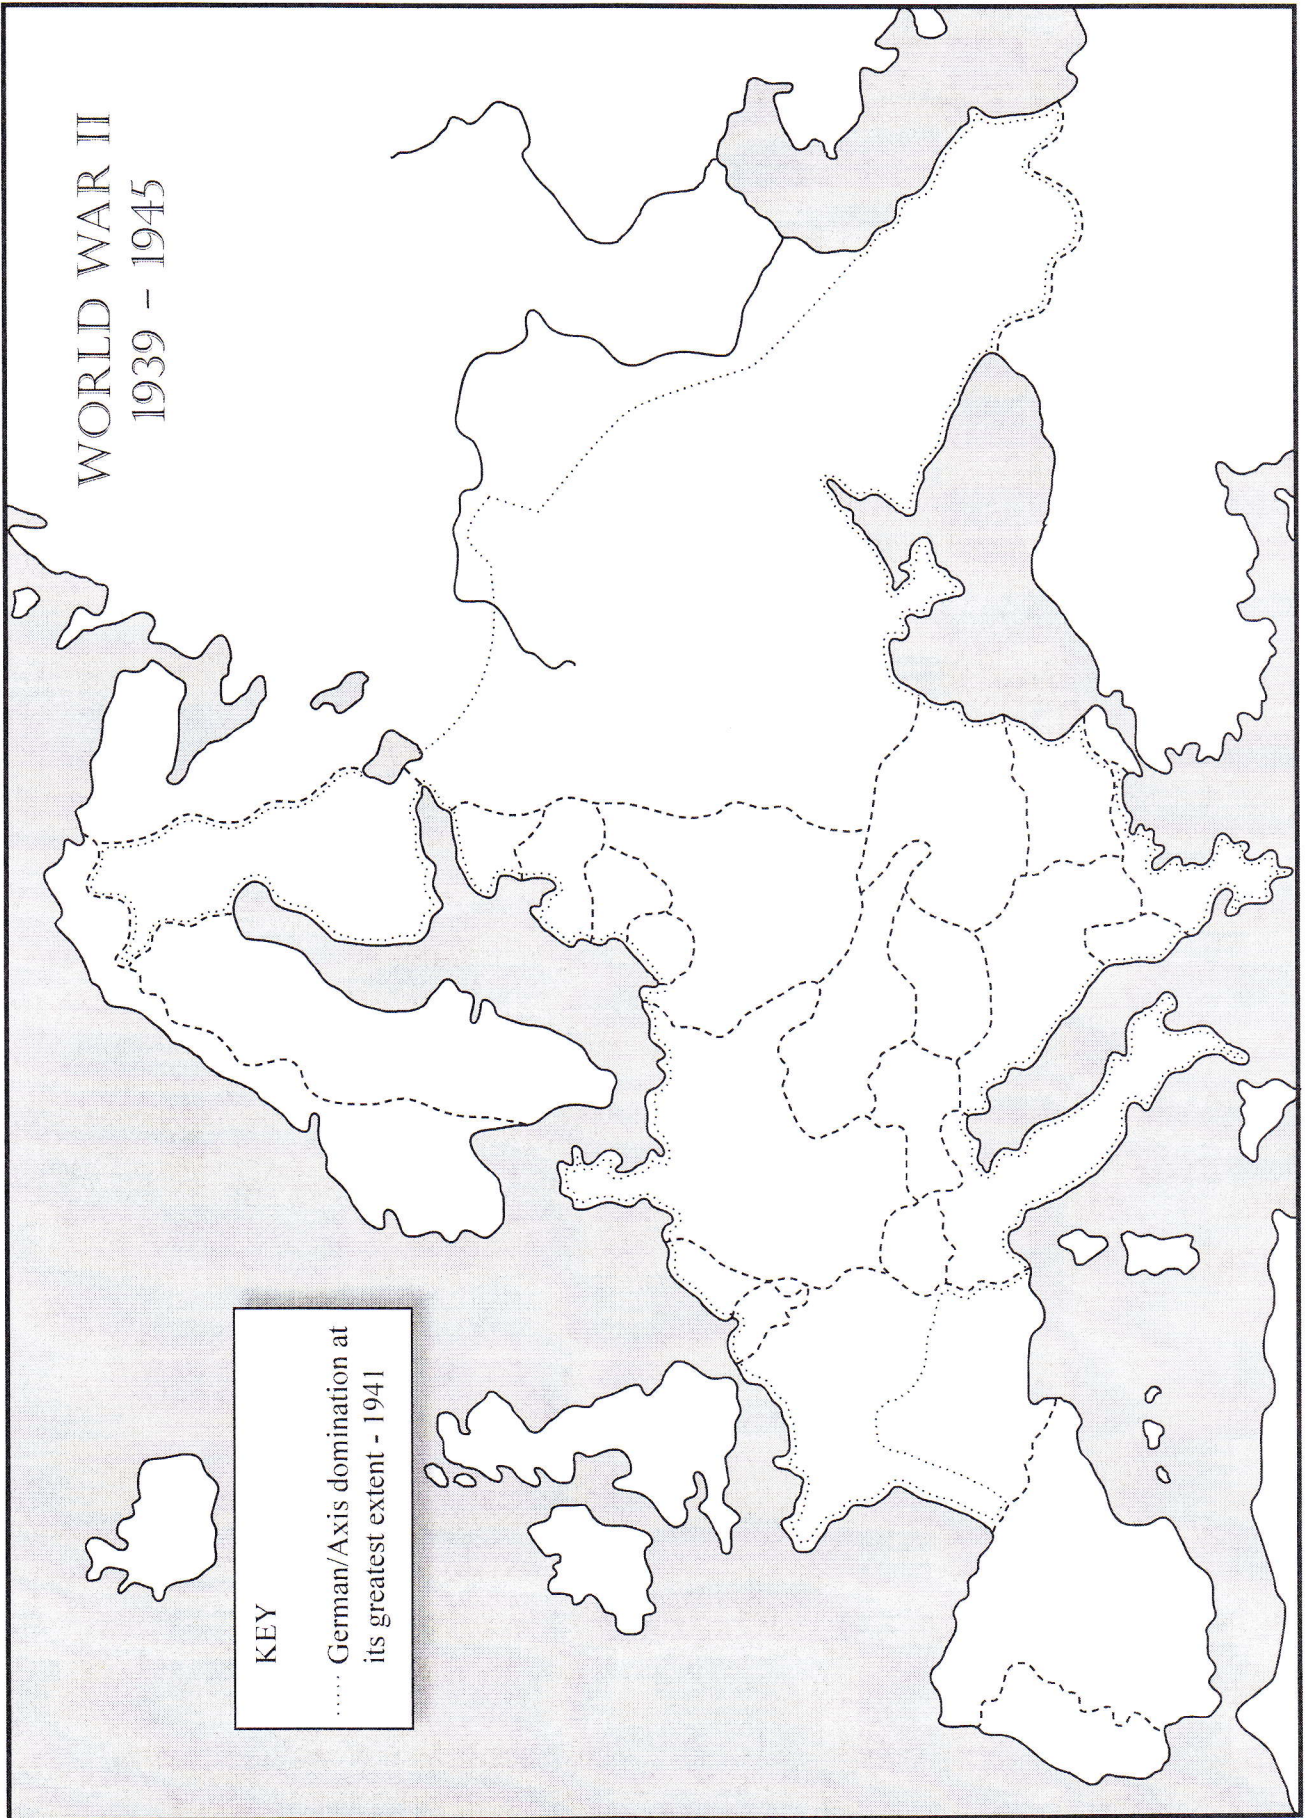 WORLD WAR II
1939 – 1945
KEY
..... German/Axis domination at
its greatest extent - 1941